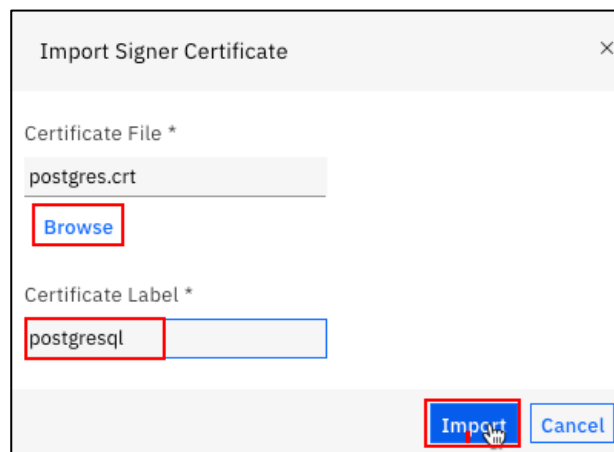 Import Signer Certificate
Certificate File *
postgres.crt
Browse
Certificate Label *
postgresql
Import Cancel